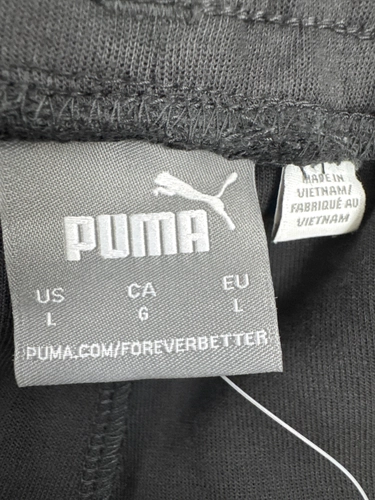 PUMA
US CA EU
L G L
PUMA.COM/FOREVERBETTER
MADE IN
VIETNAM/
FABRIQUÉ AU
VIETNAM